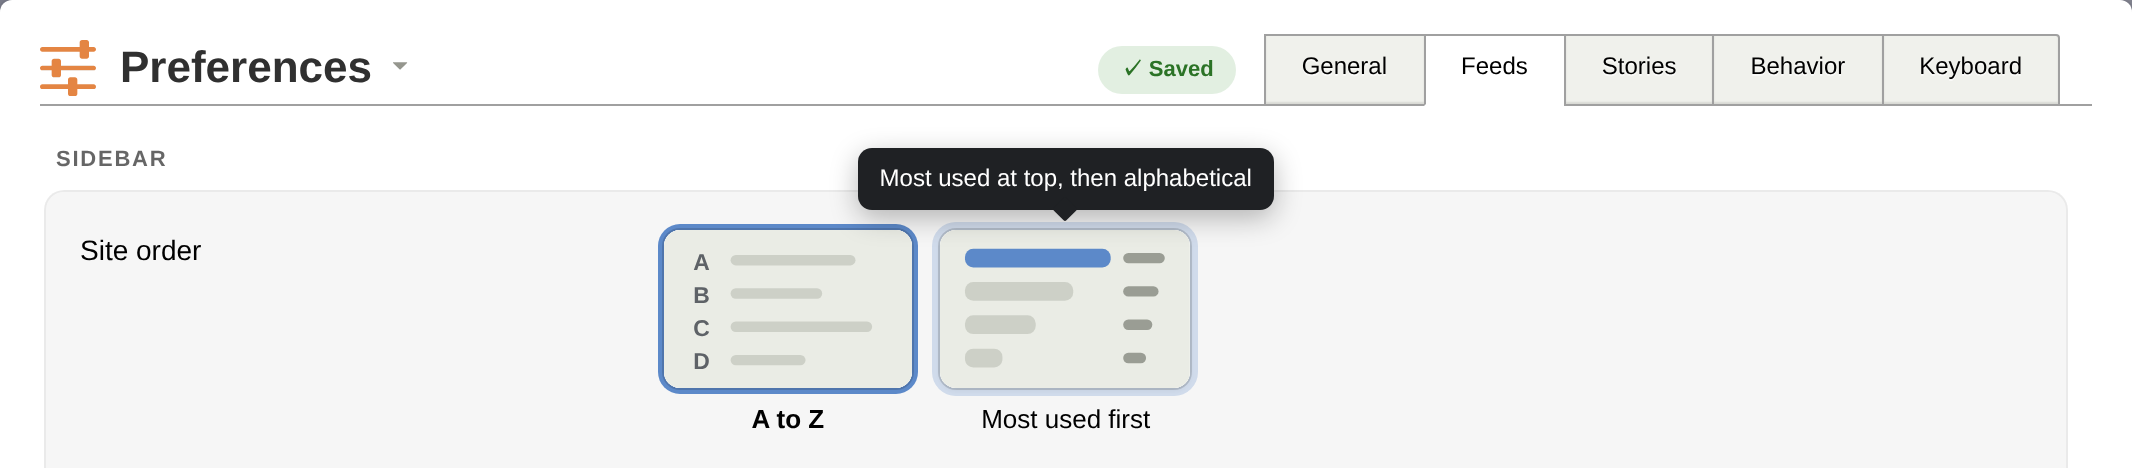 Preferences
✓ Saved
General
Feeds
Stories
Behavior
Keyboard
SIDEBAR
Most used at top, then alphabetical
Site order
A
B
C
D
A to Z
Most used first